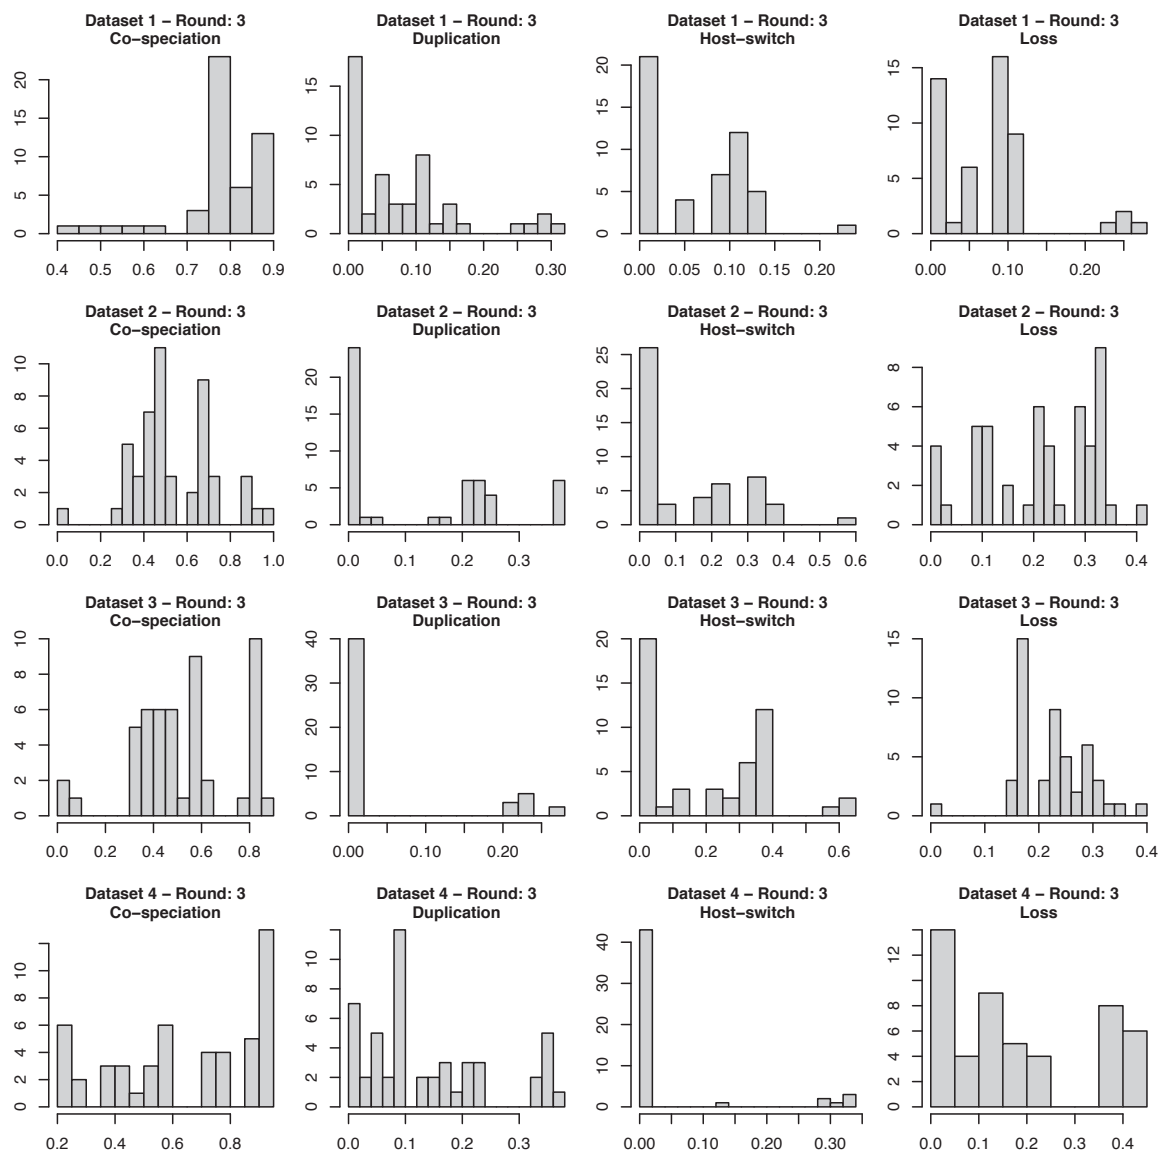 Dataset 1 – Round: 3
Co–speciation
0 5 10 15 20
0.4 0.5 0.6 0.7 0.8 0.9
Dataset 1 – Round: 3
Duplication
0 5 10 15
0.00 0.10 0.20 0.30
Dataset 1 – Round: 3
Host–switch
0 5 10 15 20
0.00 0.05 0.10 0.15 0.20
Dataset 1 – Round: 3
Loss
0 5 10 15
0.00 0.10 0.20
Dataset 2 – Round: 3
Co–speciation
0 2 4 6 8 10
0.0 0.2 0.4 0.6 0.8 1.0
Dataset 2 – Round: 3
Duplication
0 5 10 15 20
0.0 0.1 0.2 0.3
Dataset 2 – Round: 3
Host–switch
0 5 10 15 20 25
0.0 0.1 0.2 0.3 0.4 0.5 0.6
Dataset 2 – Round: 3
Loss
0 2 4 6 8
0.0 0.1 0.2 0.3 0.4
Dataset 3 – Round: 3
Co–speciation
0 2 4 6 8 10
0.0 0.2 0.4 0.6 0.8
Dataset 3 – Round: 3
Duplication
0 10 20 30 40
0.00 0.10 0.20
Dataset 3 – Round: 3
Host–switch
0 5 10 15 20
0.0 0.2 0.4 0.6
Dataset 3 – Round: 3
Loss
0 5 10 15
0.0 0.1 0.2 0.3 0.4
Dataset 4 – Round: 3
Co–speciation
0 2 4 6 8 10
0.2 0.4 0.6 0.8
Dataset 4 – Round: 3
Duplication
0 2 4 6 8 10
0.0 0.1 0.2 0.3
Dataset 4 – Round: 3
Host–switch
0 10 20 30 40
0.00 0.10 0.20 0.30
Dataset 4 – Round: 3
Loss
0 2 4 6 8 12
0.0 0.1 0.2 0.3 0.4